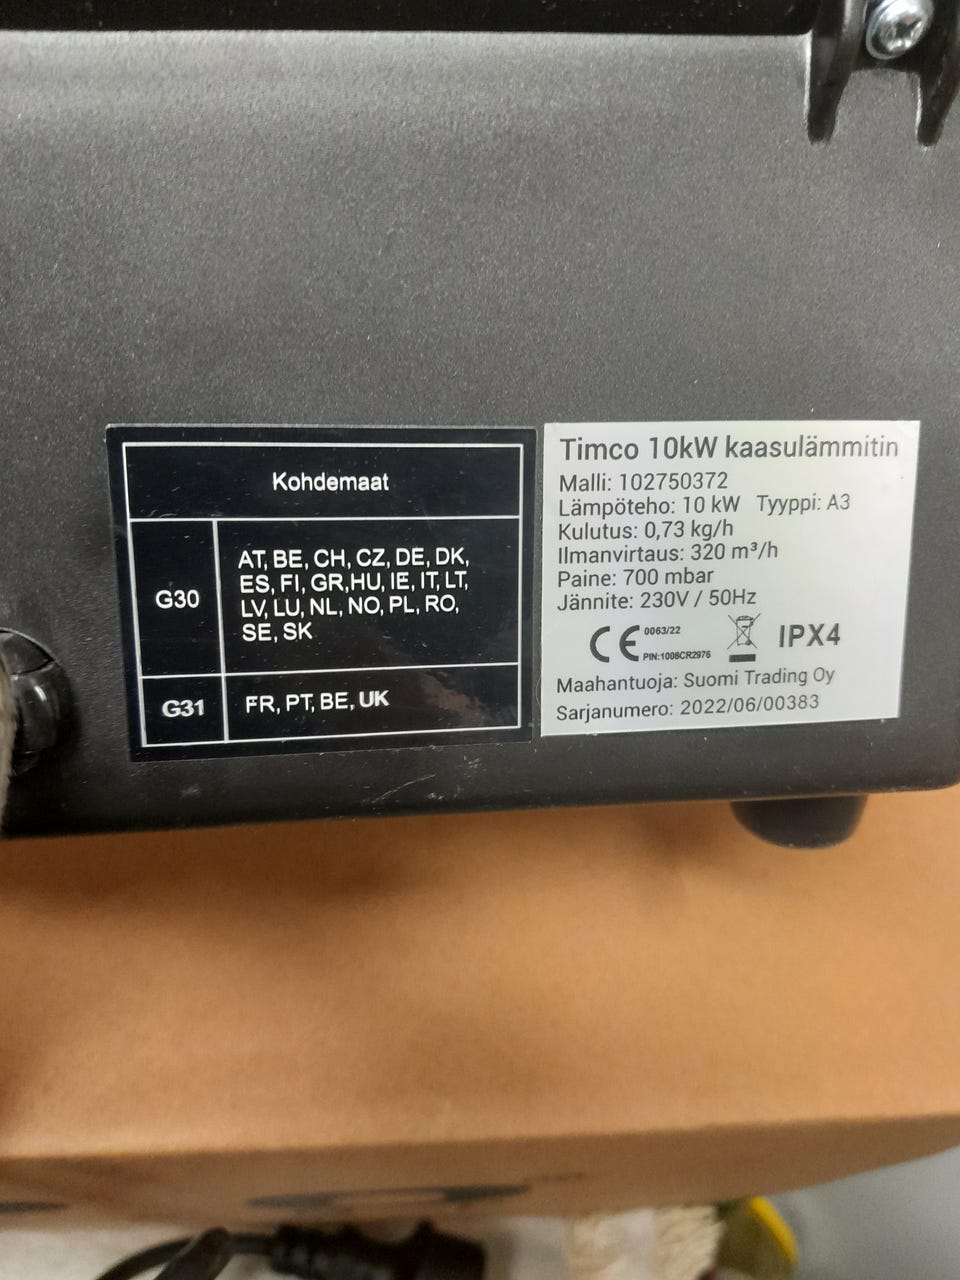 Kohdemaat
G30
AT, BE, CH, CZ, DE, DK,
ES, FI, GR,HU, IE, IT, LT,
LV, LU, NL, NO, PL, RO,
SE, SK
G31
FR, PT, BE, UK
Timco 10kW kaasulämmitin
Malli: 102750372
Lämpöteho: 10 kW Tyyppi: A3
Kulutus: 0,73 kg/h
Ilmanvirtaus: 320 m³/h
Paine: 700 mbar
Jännite: 230V / 50Hz
CE 0063/22
PIN:1008CR2976
IPX4
Maahantuoja: Suomi Trading Oy
Sarjanumero: 2022/06/00383